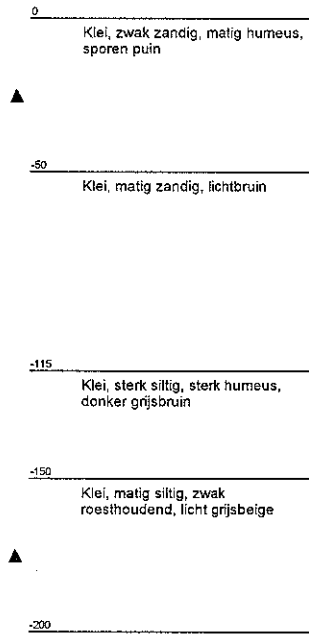 0
Klei, zwak zandig, matig humeus,
sporen puin
-50
Klei, matig zandig, lichtbruin
-115
Klei, sterk siltig, sterk humeus,
donker grijsbruin
-150
Klei, matig siltig, zwak
roesthoudend, licht grijsbeige
-200